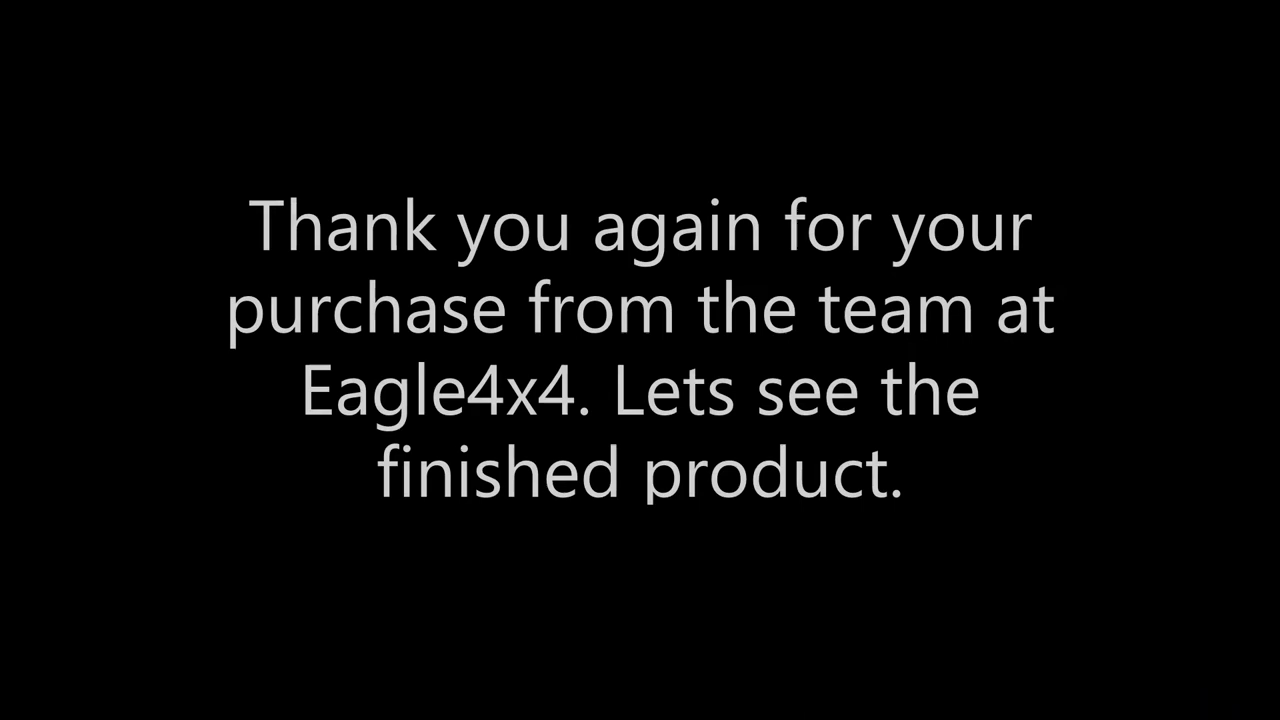 Thank you again for your
purchase from the team at
Eagle4x4. Lets see the
finished product.